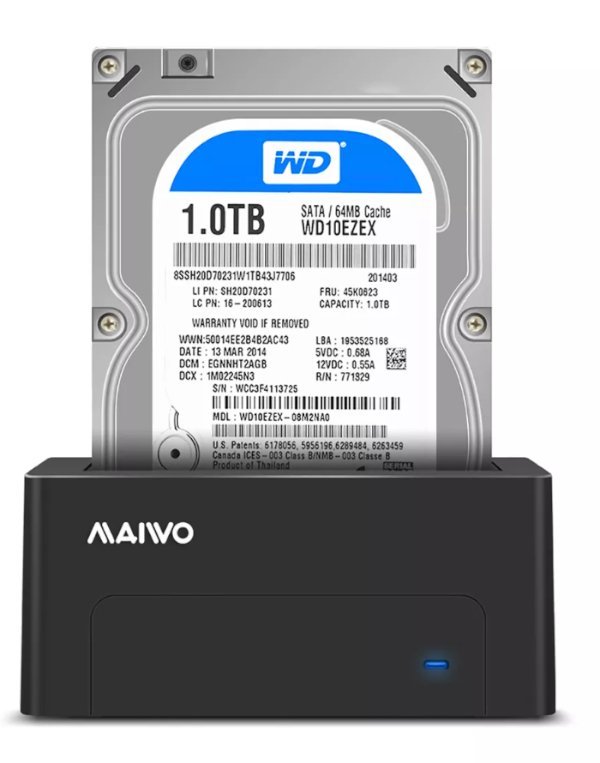 WD
1.0TB
SATA / 64MB Cache
WD10EZEX
8SSH20D70231W1TB43J7706
201403
LI PN: SH20D70231
FRU: 45K0623
LC PN: 16-200613
CAPACITY: 1.0TB
WARRANTY VOID IF REMOVED
WWN:50014EE2B4B2AC43
LBA : 1953525168
DATE : 13 MAR 2014
5VDC : 0.68A
DCM : EGNNHT2AGB
12VDC : 0.55A
DCX : 1M02245N3
R/N : 771329
S/N : WCC3F4113725
MDL : WD10EZEX-08M2NA0
U.S. Patents: 6178056, 5956196,6289484, 6263459
Canada ICES-003 Class B/NMB-003 Classe B
Product of Thailand
SERIAL
MAIWO